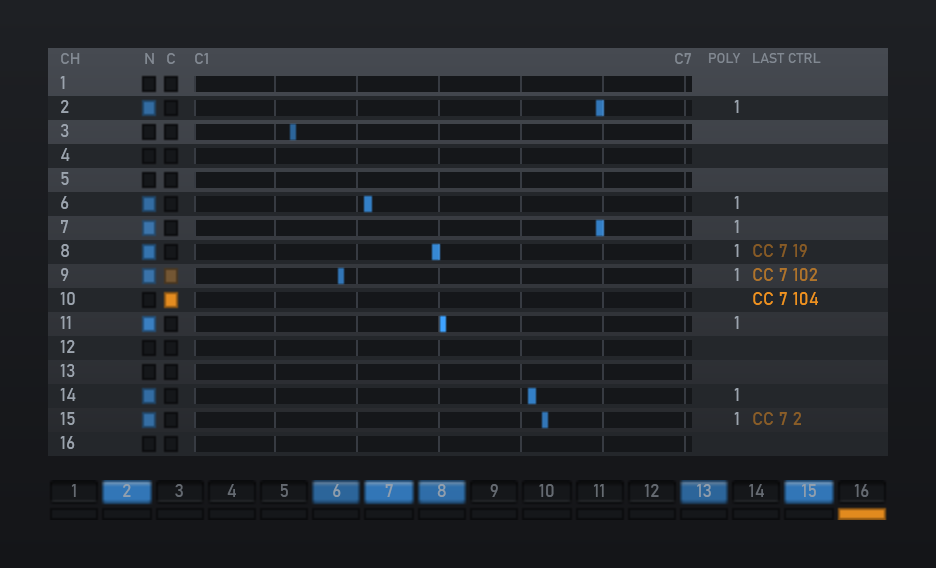 CH N C C1 C7 POLY LAST CTRL
1
2 1
3
4
5
6 1
7 1
8 1 CC 7 19
9 1 CC 7 102
10 CC 7 104
11 1
12
13
14 1
15 1 CC 7 2
16
1 2 3 4 5 6 7 8 9 10 11 12 13 14 15 16